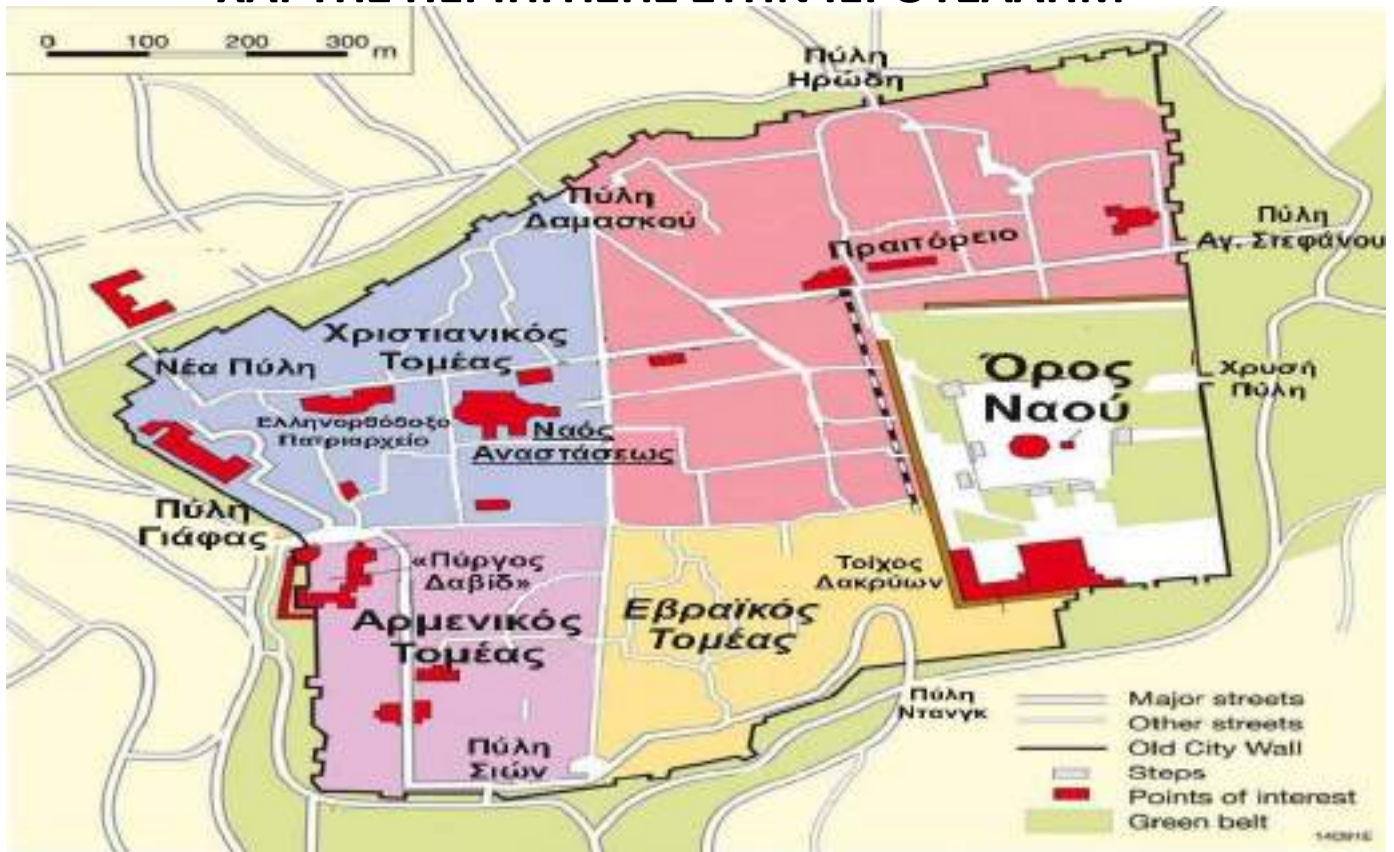 0 100 200 300 m
Πύλη
Ηρώδη
Πύλη
Δαμασκού
Πραιτόρειο
Πύλη
Αγ. Στεφάνου
Χριστιανικός
Τομέας
Νέα Πύλη
Όρος
Ναού
Χρυσή
Πύλη
Ελληνορθόδοξο
Πατριαρχείο
Ναός
Αναστάσεως
Πύλη
Γιάφας
«Πύργος
Δαβίδ»
Τοίχος
Δακρύων
Αρμενικός
Τομέας
Εβραϊκός
Τομέας
Πύλη
Ντανγκ
Πύλη
Σιών
Major streets
Other streets
Old City Wall
Steps
Points of interest
Green belt